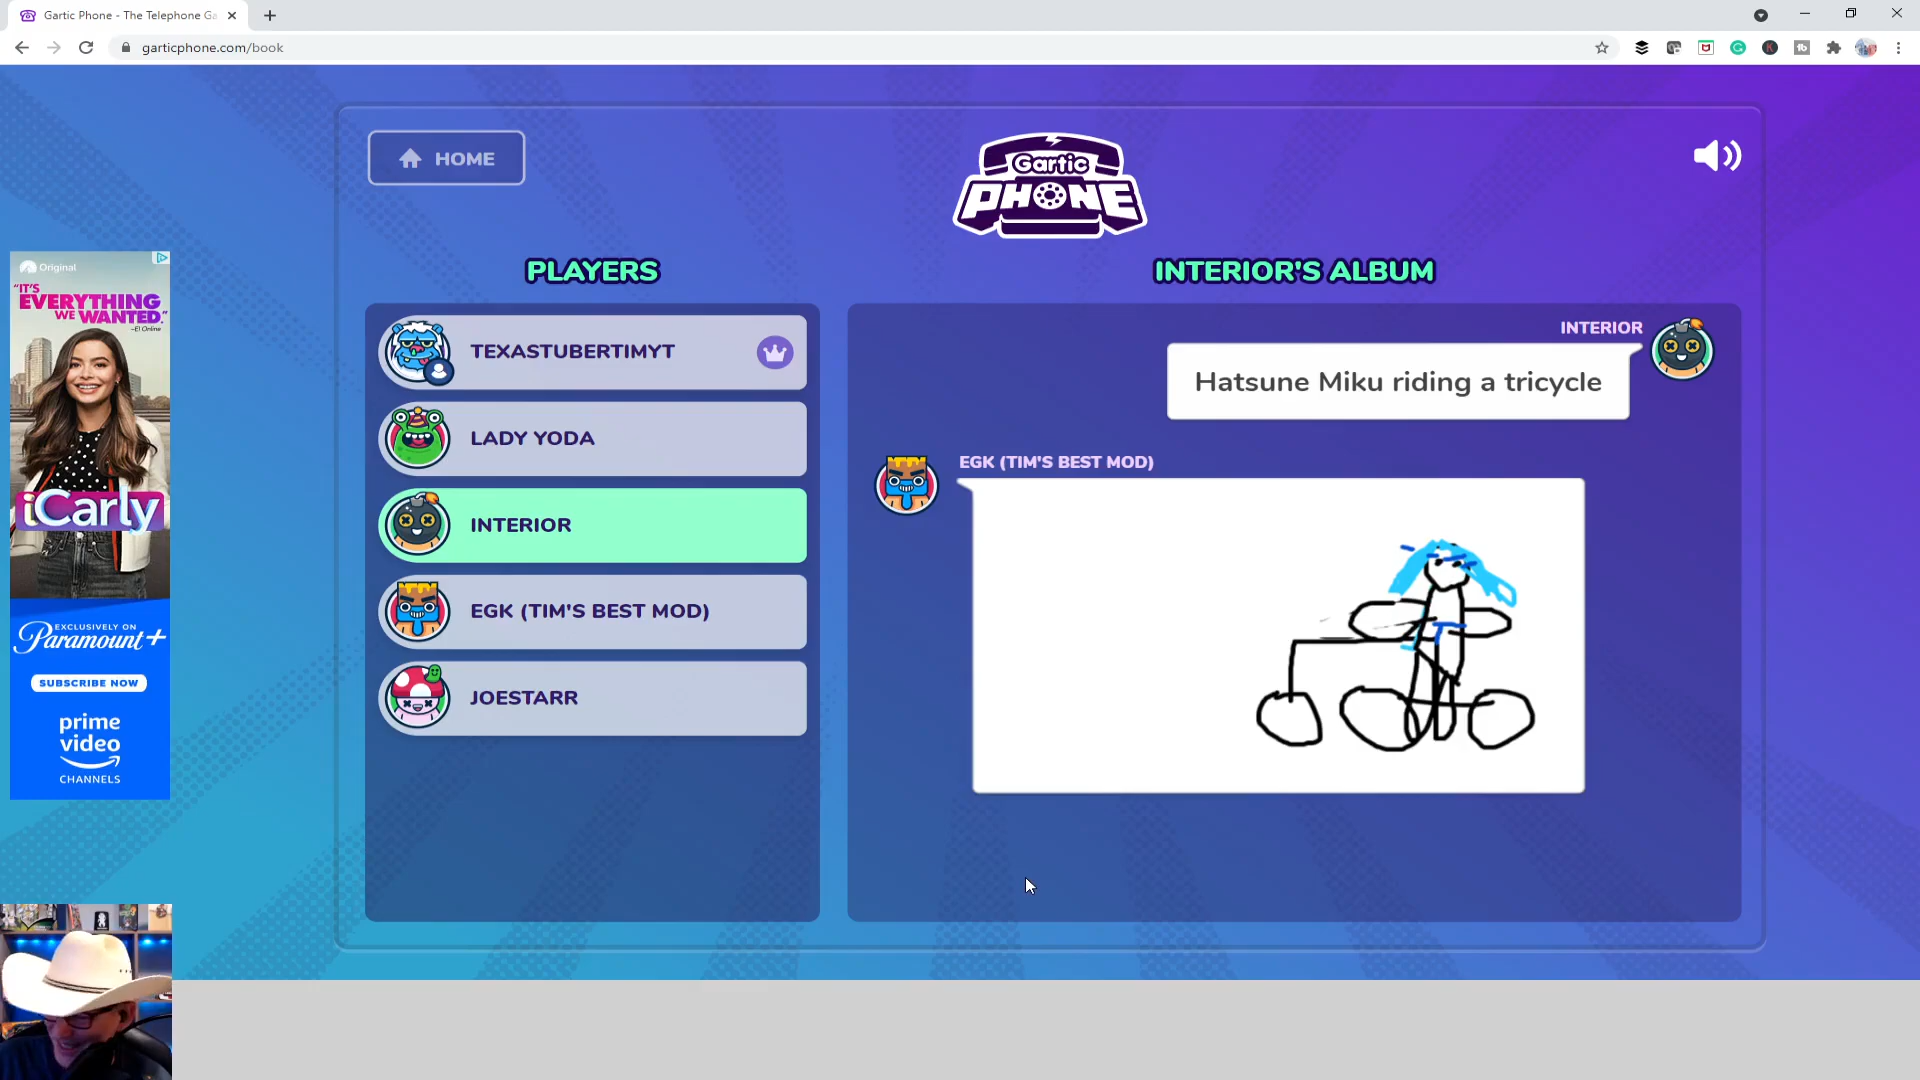 Gartic Phone - The Telephone Ga
garticphone.com/book
HOME
Gartic
PHONE
PLAYERS
INTERIOR'S ALBUM
TEXASTUBERTIMYT
LADY YODA
INTERIOR
EGK (TIM'S BEST MOD)
JOESTARR
INTERIOR
Hatsune Miku riding a tricycle
EGK (TIM'S BEST MOD)
Original
"IT'S
EVERYTHING
WE WANTED."
–E! Online
iCarly
EXCLUSIVELY ON
Paramount+
SUBSCRIBE NOW
prime
video
CHANNELS